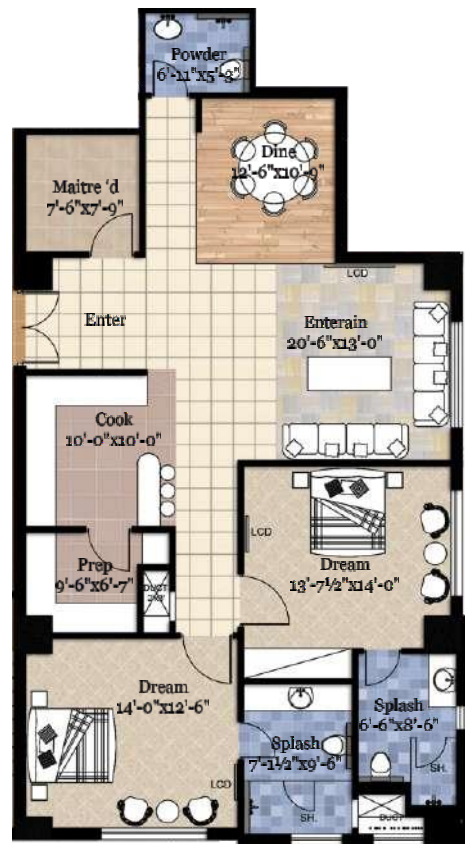 Powder
6'-11"x5'-3"
Dine
12'-6"x10'-9"
Maitre 'd
7'-6"x7'-9"
LCD
Enter
Enterain
20'-6"x13'-0"
Cook
10'-0"x10'-0"
LCD
Prep
9'-6"x6'-7"
Dream
13'-7½"x14'-0"
DUCT
Dream
14'-0"x12'-6"
Splash
6'-6"x8'-6"
Splash
7'-1½"x9'-6"
SH.
LCD
SH.
DUCT